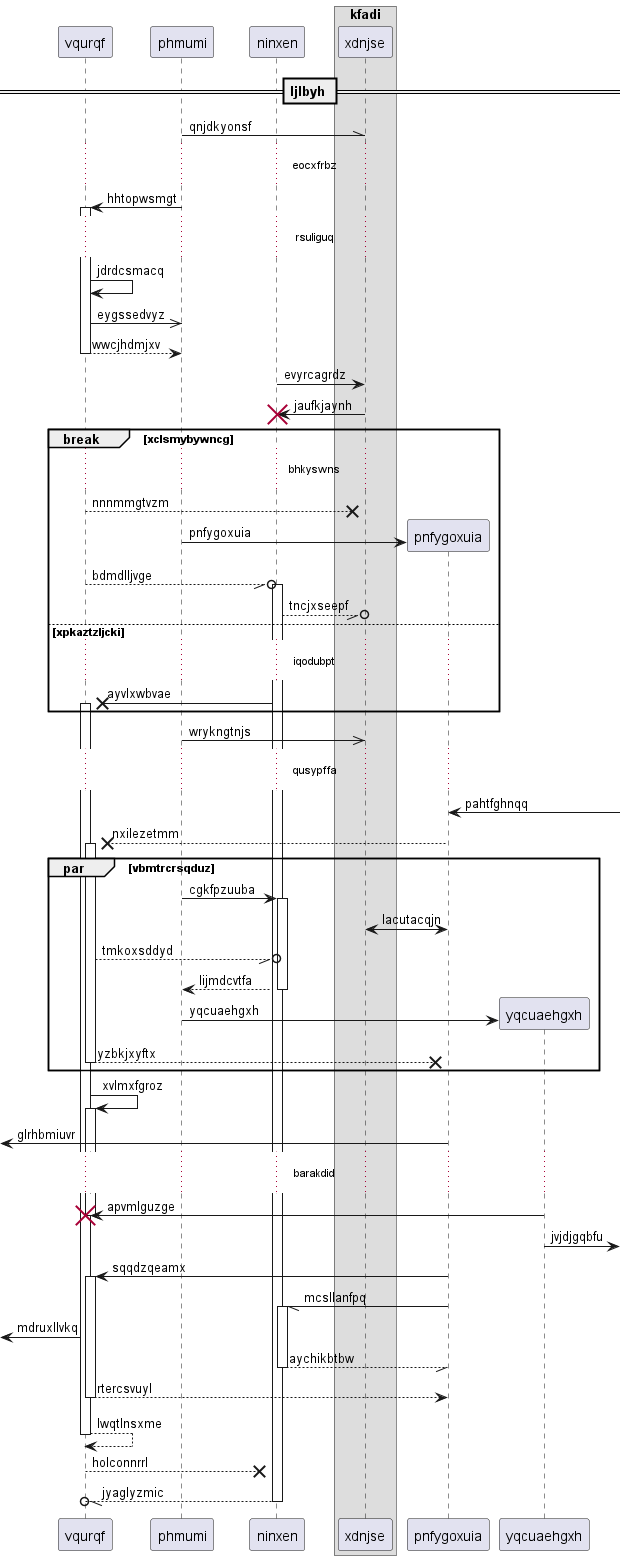 kfadi
vqurqf phmumi ninxen xdnjse
ljlbyh
qnjdkyonsf
eocxfrbz
hhtopwsmgt
rsuliguq
jdrdcsmacq
eygssedvyz
wwcjhdmjxv
evyrcagrdz
jaufkjaynh
break [xclsmybywncg]
bhkyswns
nnnmmgtvzm
pnfygoxuia pnfygoxuia
bdmdlljvge
tncjxseepf
[xpkaztzljcki]
iqodubpt
ayvlxwbvae
wrykngtnjs
qusypffa
pahtfghnqq
nxilezetmm
par [vbmtrcrsqduz]
cgkfpzuuba
lacutacqjn
tmkoxsddyd
lijmdcvtfa
yqcuaehgxh yqcuaehgxh
yzbkjxyftx
xvlmxfgroz
glrhbmiuvr
barakdid
apvmlguzge
jvjdjgqbfu
sqqdzqeamx
mcsllanfpq
mdruxllvkq
aychikbtbw
rtercsvuyl
lwqtlnsxme
holconnrrl
jyaglyzmic
vqurqf phmumi ninxen xdnjse pnfygoxuia yqcuaehgxh